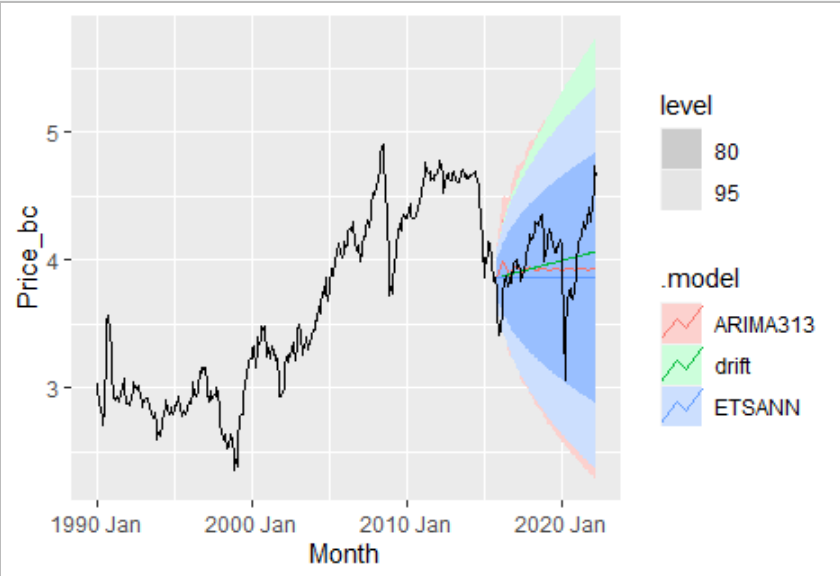 Price_bc
5
4
3
1990 Jan
2000 Jan
2010 Jan
2020 Jan
Month
level
80
95
.model
ARIMA313
drift
ETSANN